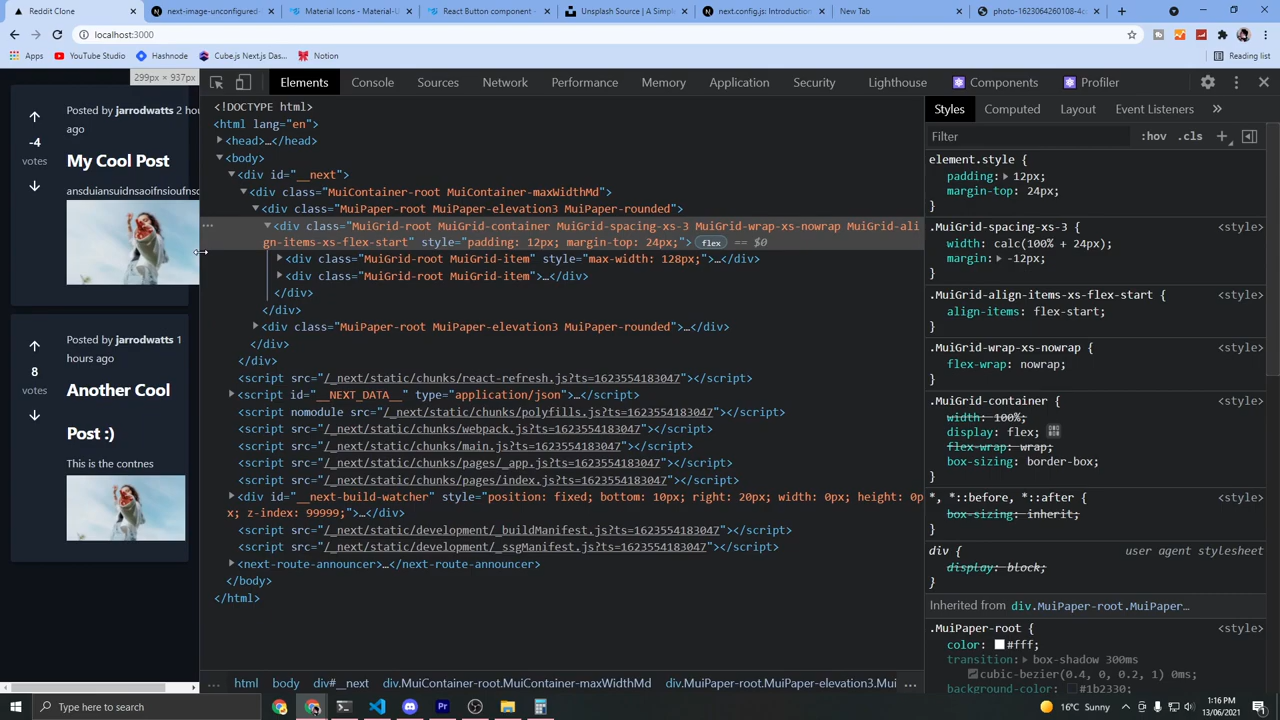 Reddit Clone
next-image-unconfigured
Material Icons - Material-U
React Button component -
Unsplash Source | A Simple
next.config.js: Introduction
New Tab
photo-1623064260108-4c
localhost:3000
Apps
YouTube Studio
Hashnode
Cube.js Next.js Das...
Notion
Reading list
299px × 937px
Elements
Console
Sources
Network
Performance
Memory
Application
Security
Lighthouse
Components
Profiler
Posted by jarrodwatts 2 hou
ago
-4
votes
My Cool Post
ansduiansuidnsaoifnsioufnsc
Posted by jarrodwatts 1
hours ago
8
votes
Another Cool
Post :)
This is the contnes
<!DOCTYPE html>
<html lang="en">
<head>…</head>
<body>
<div id="__next">
<div class="MuiContainer-root MuiContainer-maxWidthMd">
<div class="MuiPaper-root MuiPaper-elevation3 MuiPaper-rounded">
<div class="MuiGrid-root MuiGrid-container MuiGrid-spacing-xs-3 MuiGrid-wrap-xs-nowrap MuiGrid-ali
gn-items-xs-flex-start" style="padding: 12px; margin-top: 24px;"> flex == $0
<div class="MuiGrid-root MuiGrid-item" style="max-width: 128px;">…</div>
<div class="MuiGrid-root MuiGrid-item">…</div>
</div>
</div>
<div class="MuiPaper-root MuiPaper-elevation3 MuiPaper-rounded">…</div>
</div>
</div>
<script src="/_next/static/chunks/react-refresh.js?ts=1623554183047"></script>
<script id="__NEXT_DATA__" type="application/json">…</script>
<script nomodule src="/_next/static/chunks/polyfills.js?ts=1623554183047"></script>
<script src="/_next/static/chunks/webpack.js?ts=1623554183047"></script>
<script src="/_next/static/chunks/main.js?ts=1623554183047"></script>
<script src="/_next/static/chunks/pages/_app.js?ts=1623554183047"></script>
<script src="/_next/static/chunks/pages/index.js?ts=1623554183047"></script>
<div id="__next-build-watcher" style="position: fixed; bottom: 10px; right: 20px; width: 0px; height: 0p
x; z-index: 99999;">…</div>
<script src="/_next/static/development/_buildManifest.js?ts=1623554183047"></script>
<script src="/_next/static/development/_ssgManifest.js?ts=1623554183047"></script>
<next-route-announcer>…</next-route-announcer>
</body>
</html>
… html body div#__next div.MuiContainer-root.MuiContainer-maxWidthMd div.MuiPaper-root.MuiPaper-elevation3.Mui …
Styles
Computed
Layout
Event Listeners
Filter
:hov .cls
element.style {
padding: 12px;
margin-top: 24px;
}
.MuiGrid-spacing-xs-3 { <style>
width: calc(100% + 24px);
margin: -12px;
}
.MuiGrid-align-items-xs-flex-start { <style>
align-items: flex-start;
}
.MuiGrid-wrap-xs-nowrap { <style>
flex-wrap: nowrap;
}
.MuiGrid-container { <style>
width: 100%;
display: flex;
flex-wrap: wrap;
box-sizing: border-box;
}
*, *::before, *::after { <style>
box-sizing: inherit;
}
div { user agent stylesheet
display: block;
}
Inherited from div.MuiPaper-root.MuiPaper…
.MuiPaper-root { <style>
color: #fff;
transition: box-shadow 300ms
cubic-bezier(0.4, 0, 0.2, 1) 0ms;
background-color: #1b2330;
Type here to search
16°C Sunny
1:16 PM
13/06/2021